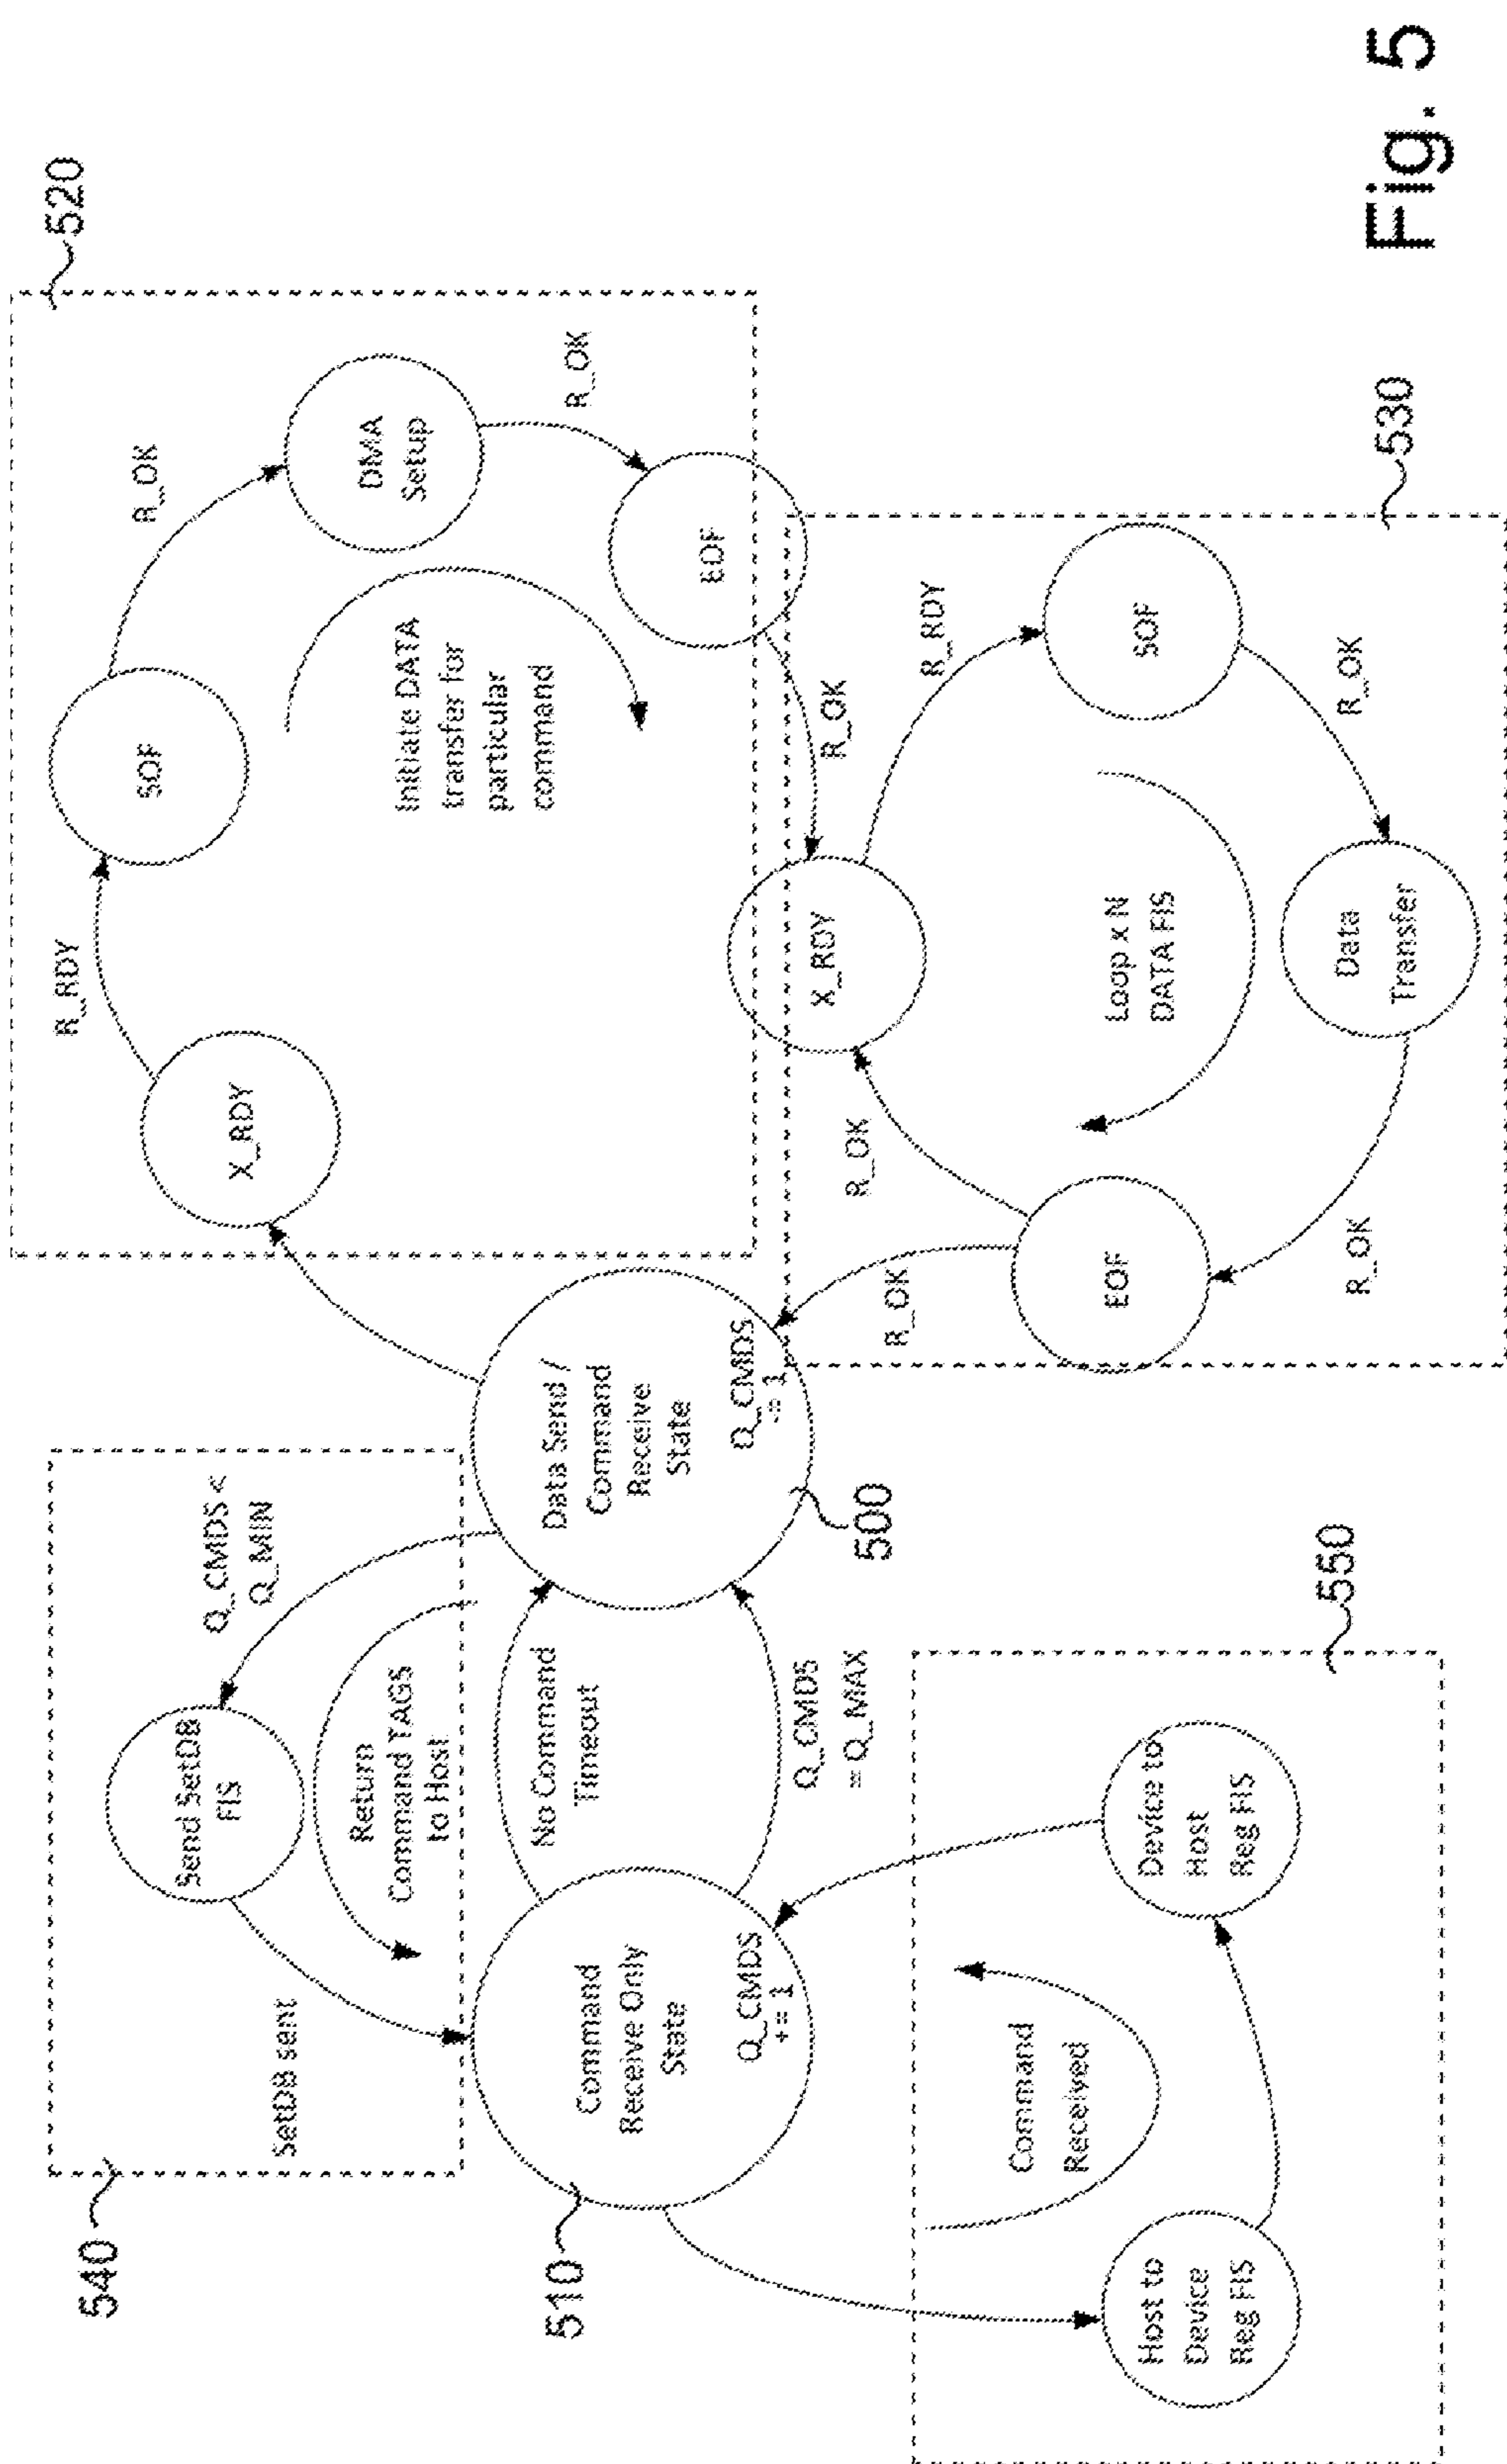 540
Send SetDB
FIS
SetDB sent
Q_CMDS <
Q_MIN
Return
Command TAGS
to Host
510
Command
Receive Only
State
Q_CMDS
+= 1
No Command
Timeout
Q_CMDS
= Q_MAX
Data Send /
Command
Receive
State
Q_CMDS
-= 1
500
550
Command
Received
Host to
Device
Reg FIS
Device to
Host
Reg FIS
520
X_RDY
R_RDY
SOF
R_OK
DMA
Setup
R_OK
EOF
Initiate DATA
transfer for
particular
command
R_OK
530
X_RDY
R_RDY
SOF
R_OK
Data
Transfer
R_OK
EOF
R_OK
R_OK
Loop x N
DATA FIS
Fig. 5